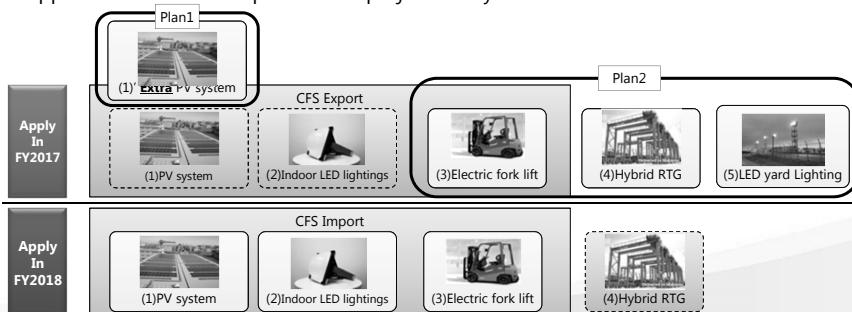 Plan1
(1)' Extra PV system
Plan2
CFS Export
Apply
In
FY2017
(1)PV system
(2)Indoor LED lightings
(3)Electric fork lift
(4)Hybrid RTG
(5)LED yard Lighting
CFS Import
Apply
In
FY2018
(1)PV system
(2)Indoor LED lightings
(3)Electric fork lift
(4)Hybrid RTG